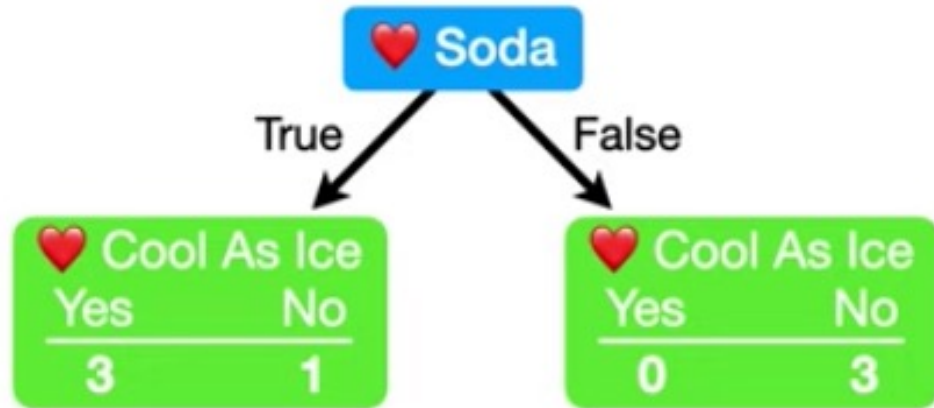 ❤️ Soda
True False
❤️ Cool As Ice ❤️ Cool As Ice
Yes No Yes No
3 1 0 3